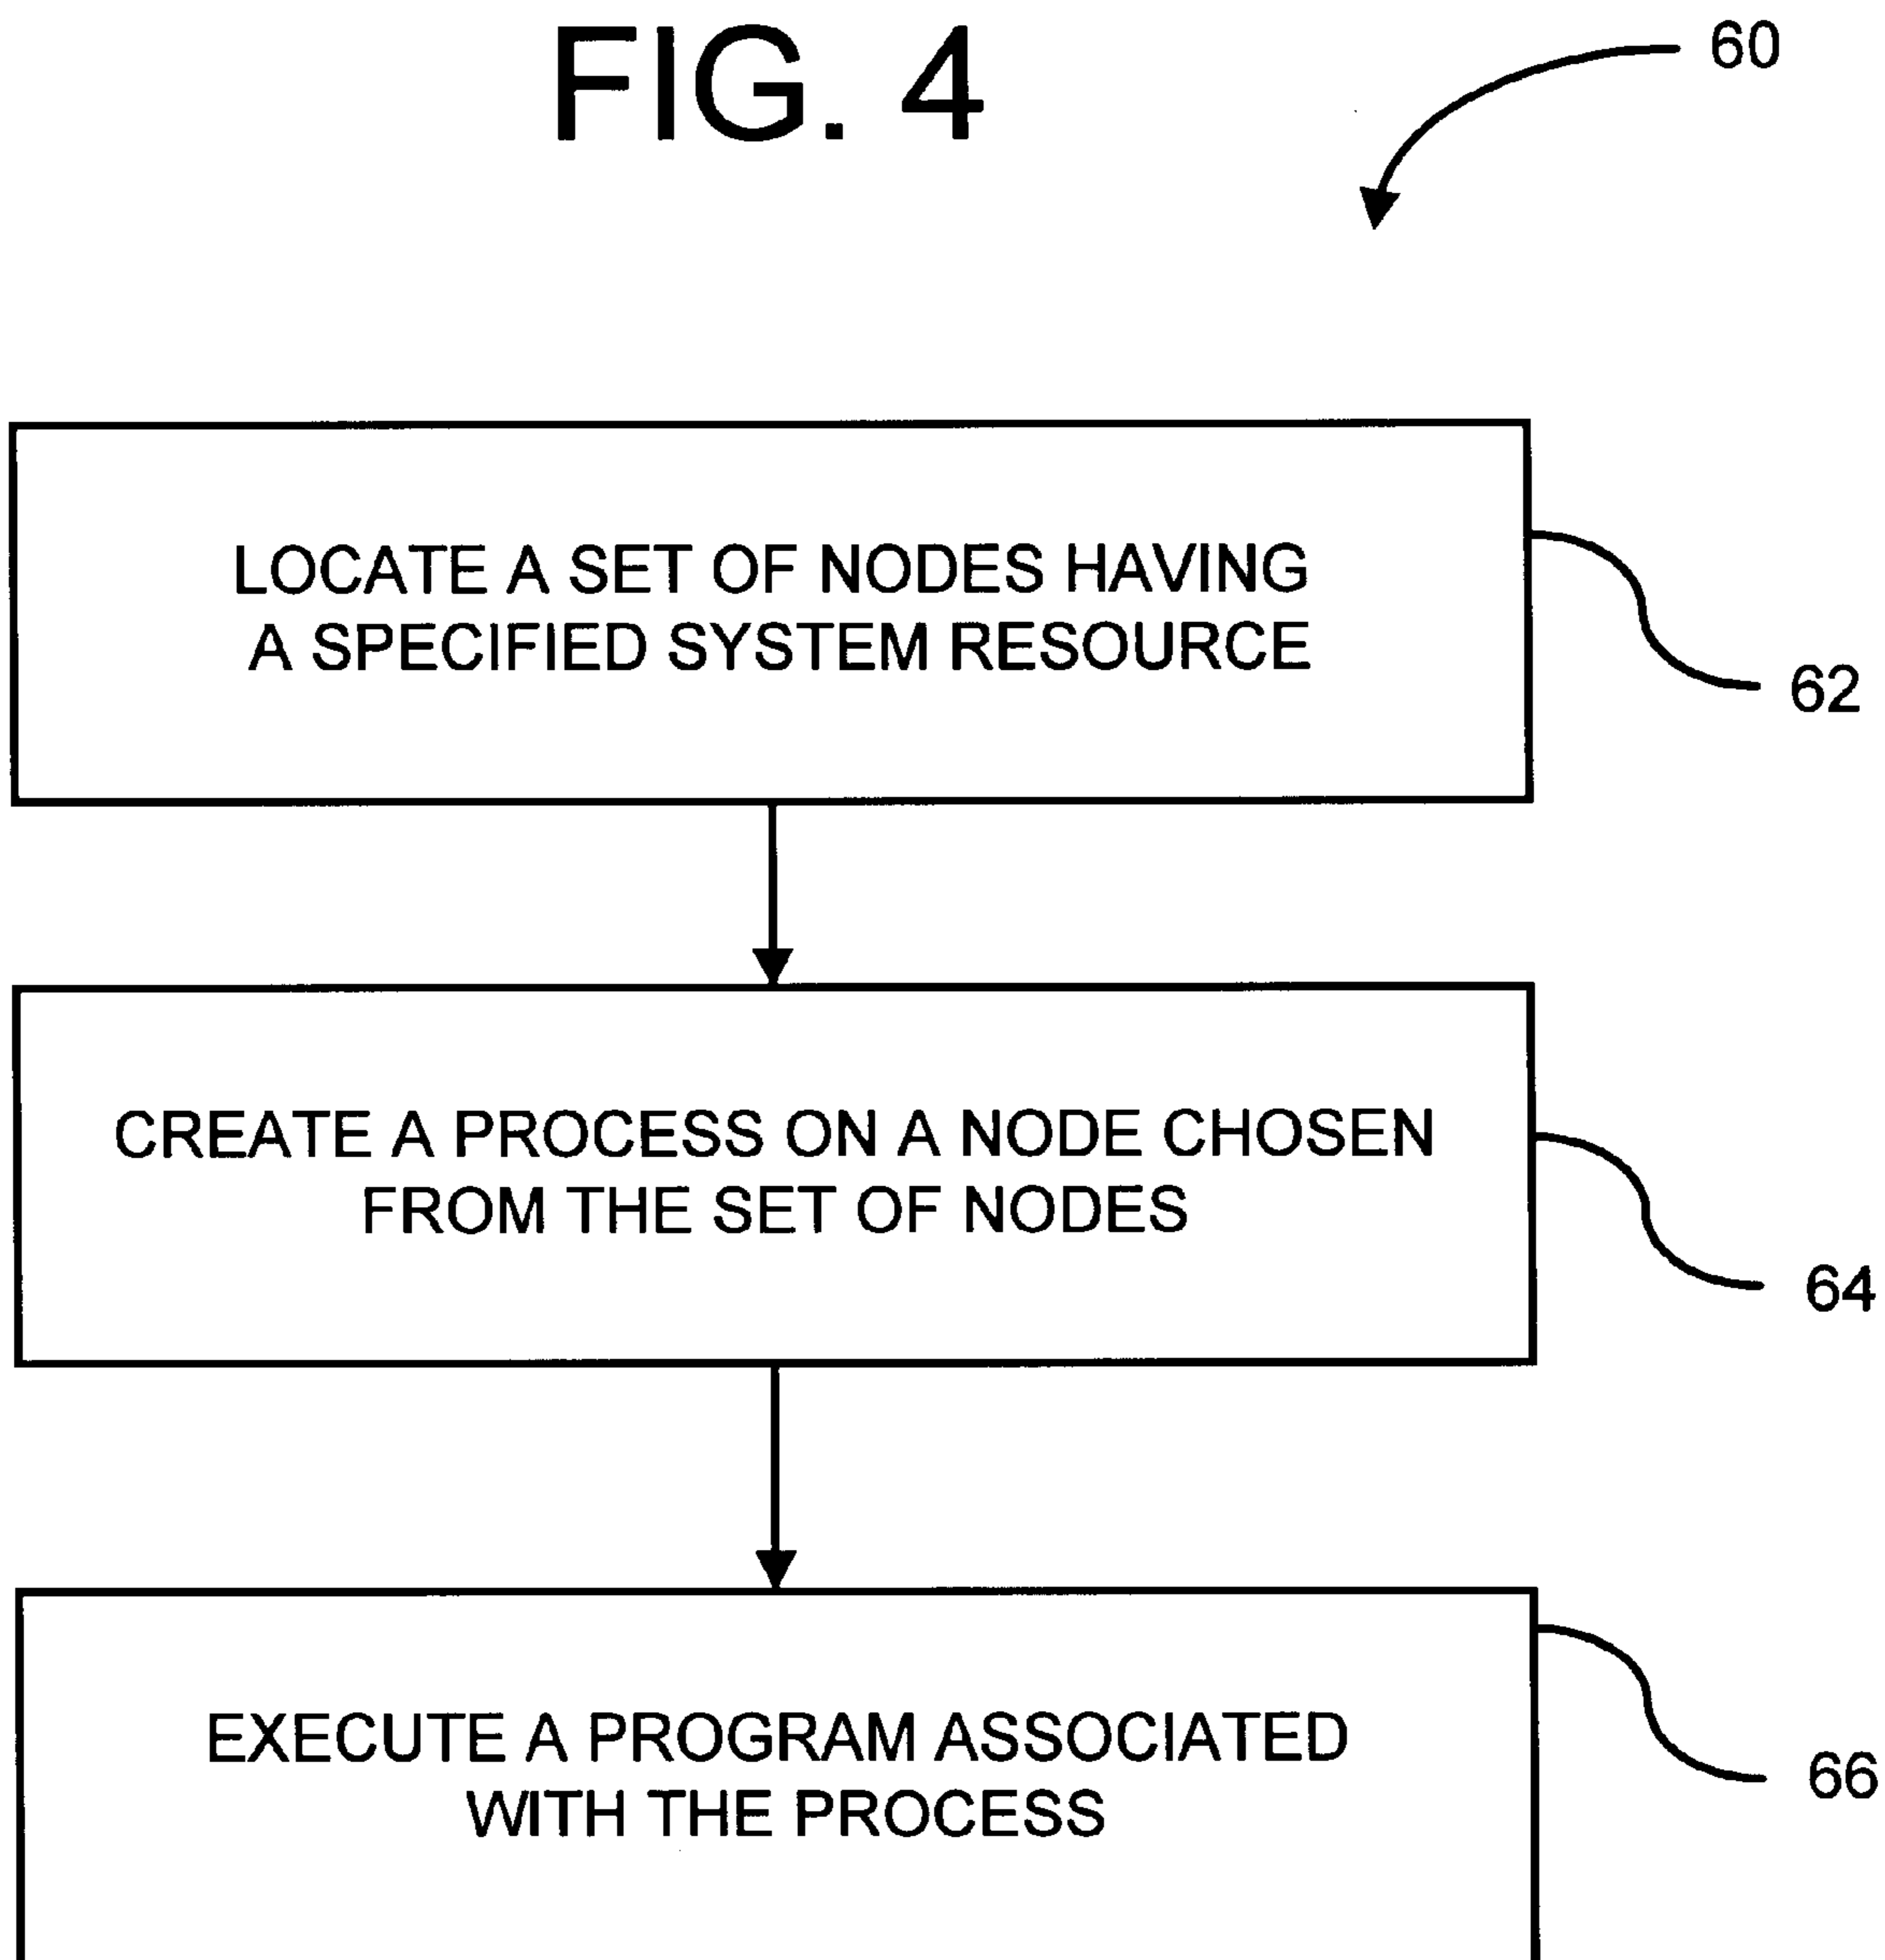 FIG. 4
60
LOCATE A SET OF NODES HAVING
A SPECIFIED SYSTEM RESOURCE
62
CREATE A PROCESS ON A NODE CHOSEN
FROM THE SET OF NODES
64
EXECUTE A PROGRAM ASSOCIATED
WITH THE PROCESS
66